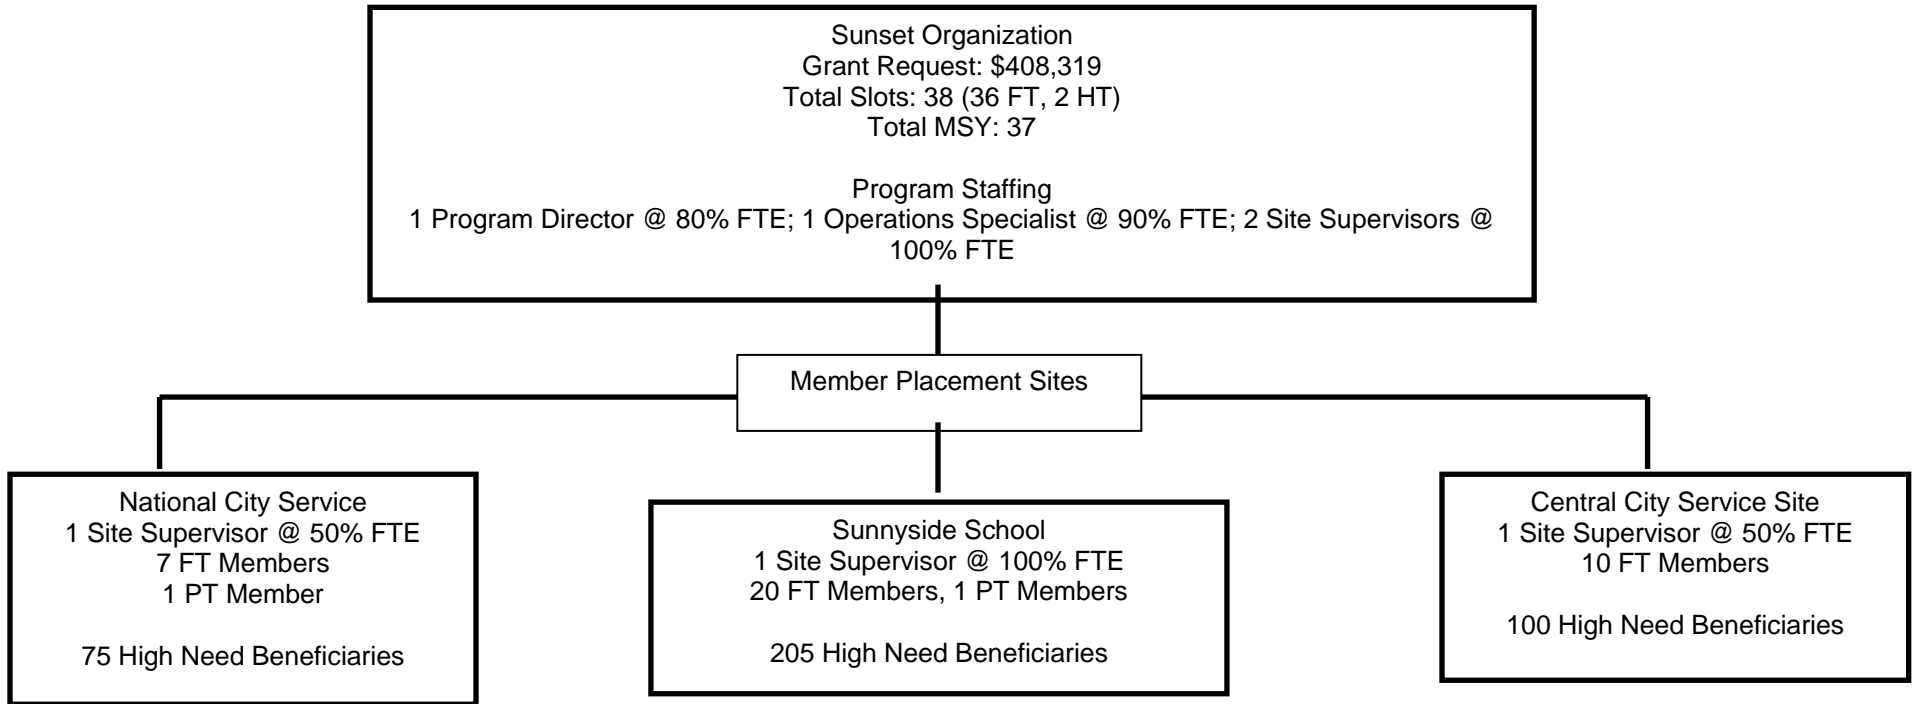 Sunset Organization
Grant Request: $408,319
Total Slots: 38 (36 FT, 2 HT)
Total MSY: 37
Program Staffing
1 Program Director @ 80% FTE; 1 Operations Specialist @ 90% FTE; 2 Site Supervisors @
100% FTE
Member Placement Sites
National City Service
1 Site Supervisor @ 50% FTE
7 FT Members
1 PT Member
75 High Need Beneficiaries
Sunnyside School
1 Site Supervisor @ 100% FTE
20 FT Members, 1 PT Members
205 High Need Beneficiaries
Central City Service Site
1 Site Supervisor @ 50% FTE
10 FT Members
100 High Need Beneficiaries